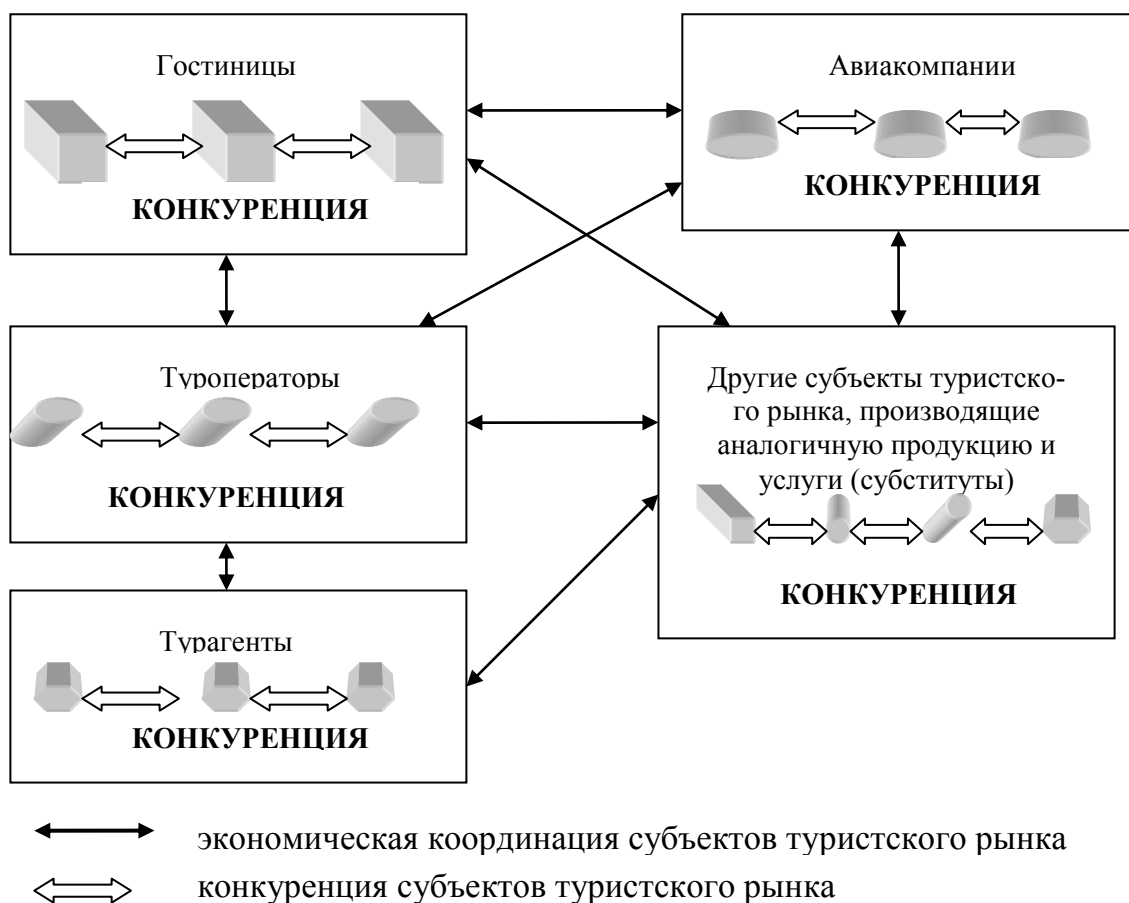 Гостиницы
КОНКУРЕНЦИЯ
Авиакомпании
КОНКУРЕНЦИЯ
Туроператоры
КОНКУРЕНЦИЯ
Другие субъекты туристско-
го рынка, производящие
аналогичную продукцию и
услуги (субституты)
КОНКУРЕНЦИЯ
Турагенты
КОНКУРЕНЦИЯ
экономическая координация субъектов туристского рынка
конкуренция субъектов туристского рынка